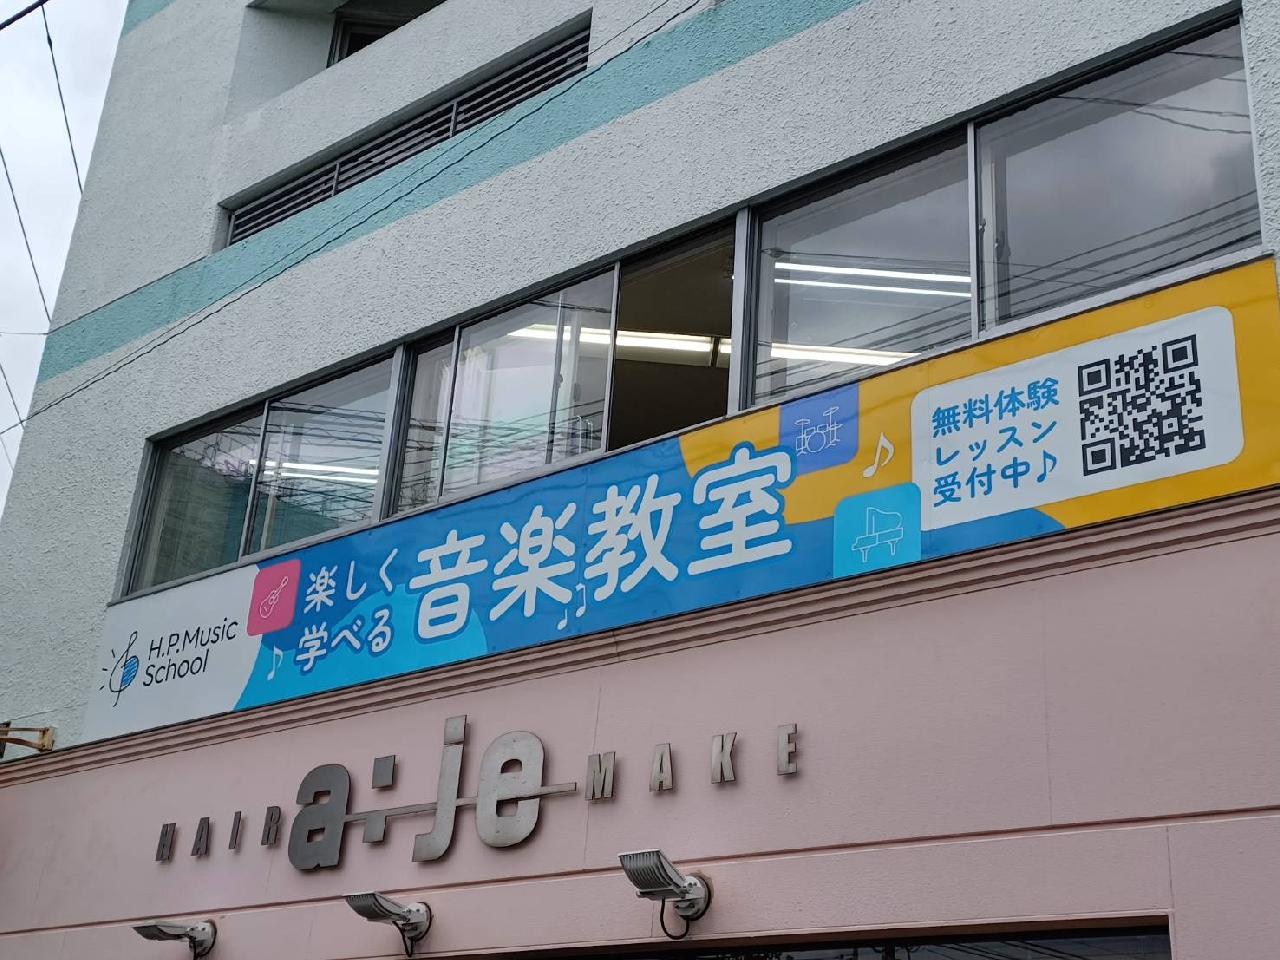 H.P.Music
School
楽しく
学べる
音楽教室
無料体験
レッスン
受付中♪
HAIR a:je MAKE